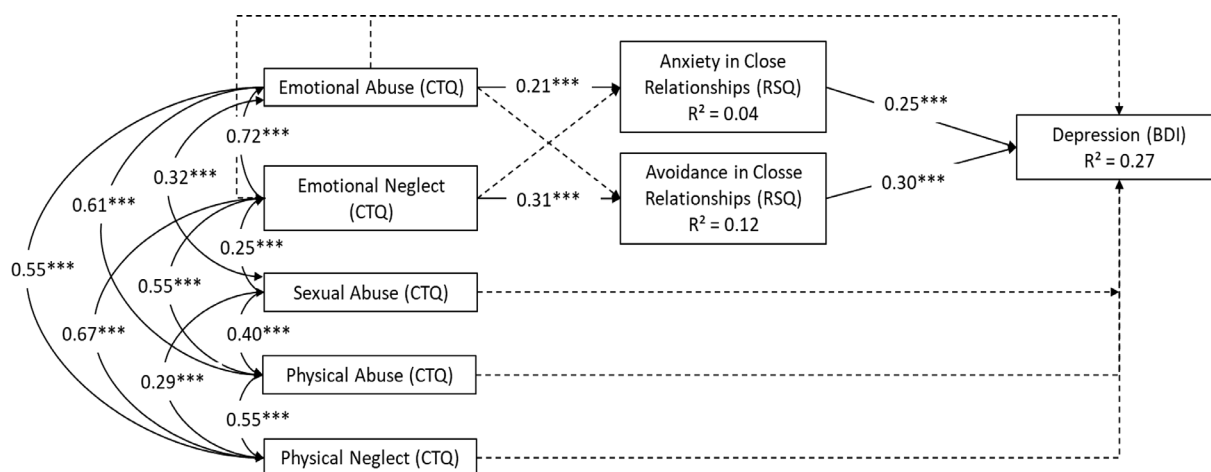 Emotional Abuse (CTQ)
Emotional Neglect
(CTQ)
Sexual Abuse (CTQ)
Physical Abuse (CTQ)
Physical Neglect (CTQ)
0.72***
0.32***
0.61***
0.25***
0.55***
0.55***
0.67***
0.40***
0.29***
0.55***
0.21***
0.31***
Anxiety in Close
Relationships (RSQ)
R² = 0.04
Avoidance in Closse
Relationships (RSQ)
R² = 0.12
0.25***
0.30***
Depression (BDI)
R² = 0.27